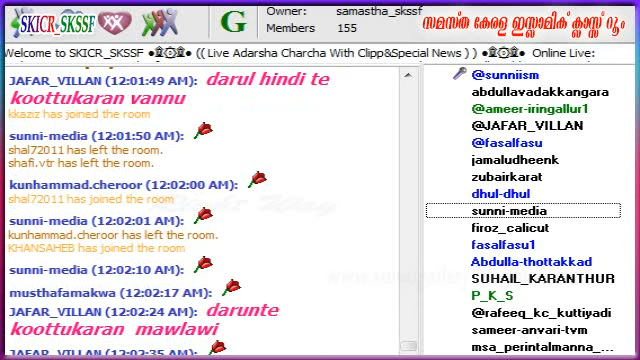 SKICR_SKSSF
G
Owner: samastha_skssf
Members 155
സമസ്ത കേരള ഇസ്ലാമിക് ക്ലാസ്സ് റൂം
Welcome to SKICR_SKSSF •۩۞۩• (( Live Adarsha Charcha With Clipp&Special News ) ) •۩۞۩• Online Live:
JAFAR_VILLAN (12:01:49 AM): darul hindi te
koottukaran vannu
kkaziz has joined the room
sunni-media (12:01:50 AM):
shal72011 has left the room.
shafi.vtr has left the room.
kunhammad.cheroor (12:02:00 AM):
shal72011 has joined the room
sunni-media (12:02:01 AM):
kunhammad.cheroor has left the room.
KHANSAHEB has joined the room
sunni-media (12:02:10 AM):
musthafamakwa (12:02:17 AM):
JAFAR_VILLAN (12:02:24 AM): darunte
koottukaran mawlawi
(12:02:35 AM):
@sunniism
abdullavadakkangara
@ameer-iringallur1
@JAFAR_VILLAN
@fasalfasu
jamaludheenk
zubairkarat
dhul-dhul
sunni-media
firoz_calicut
fasalfasu1
Abdulla-thottakkad
SUHAIL_KARANTHUR
P_K_S
@rafeeq_kc_kuttiyadi
sameer-anvari-tvm
msa_perintalmanna_...